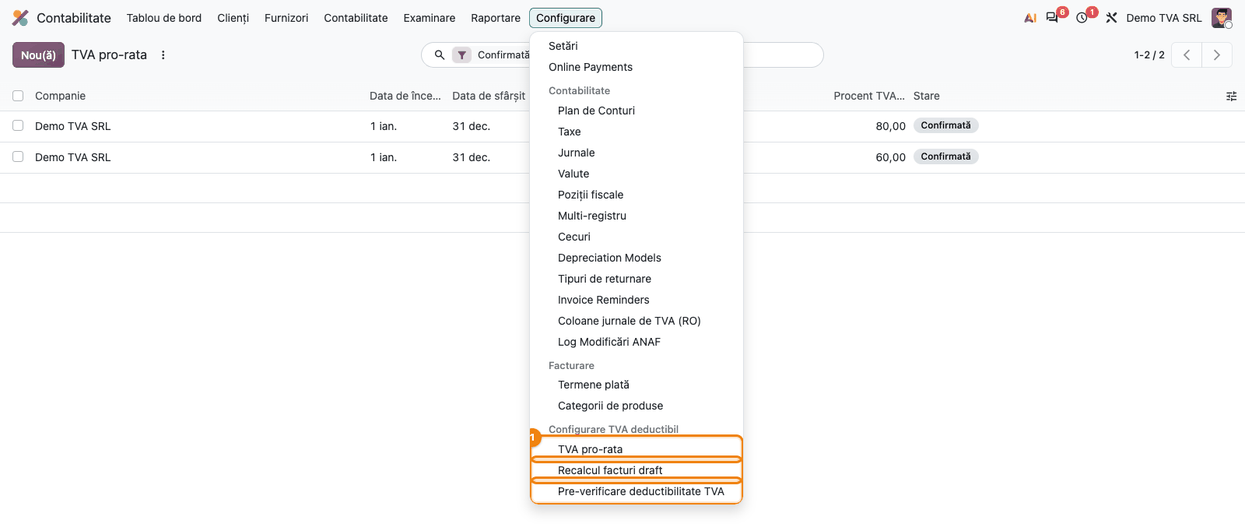 Contabilitate Tablou de bord Clienți Furnizori Contabilitate Examinare Raportare Configurare AI 6 1 Demo TVA SRL
Nou(ă) TVA pro-rata Confirmată 1-2 / 2
Companie Data de înce... Data de sfârșit Procent TVA... Stare
Demo TVA SRL 1 ian. 31 dec. 80,00 Confirmată
Demo TVA SRL 1 ian. 31 dec. 60,00 Confirmată
Setări
Online Payments
Contabilitate
Plan de Conturi
Taxe
Jurnale
Valute
Poziții fiscale
Multi-registru
Cecuri
Depreciation Models
Tipuri de returnare
Invoice Reminders
Coloane jurnale de TVA (RO)
Log Modificări ANAF
Facturare
Termene plată
Categorii de produse
Configurare TVA deductibil
1
TVA pro-rata
Recalcul facturi draft
Pre-verificare deductibilitate TVA